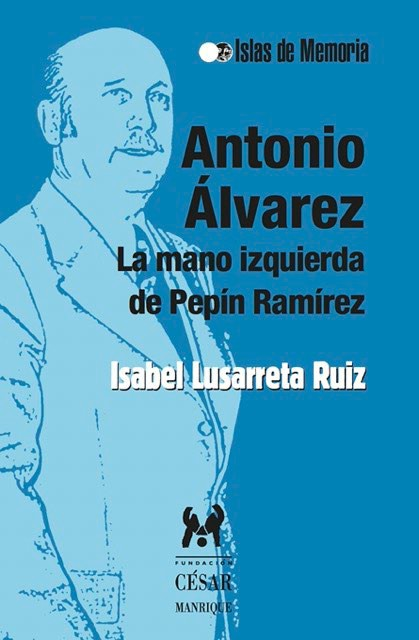 Islas de Memoria
Antonio
Álvarez
La mano izquierda
de Pepín Ramírez
Isabel Lusarreta Ruiz
FUNDACIÓN
CÉSAR
MANRIQUE